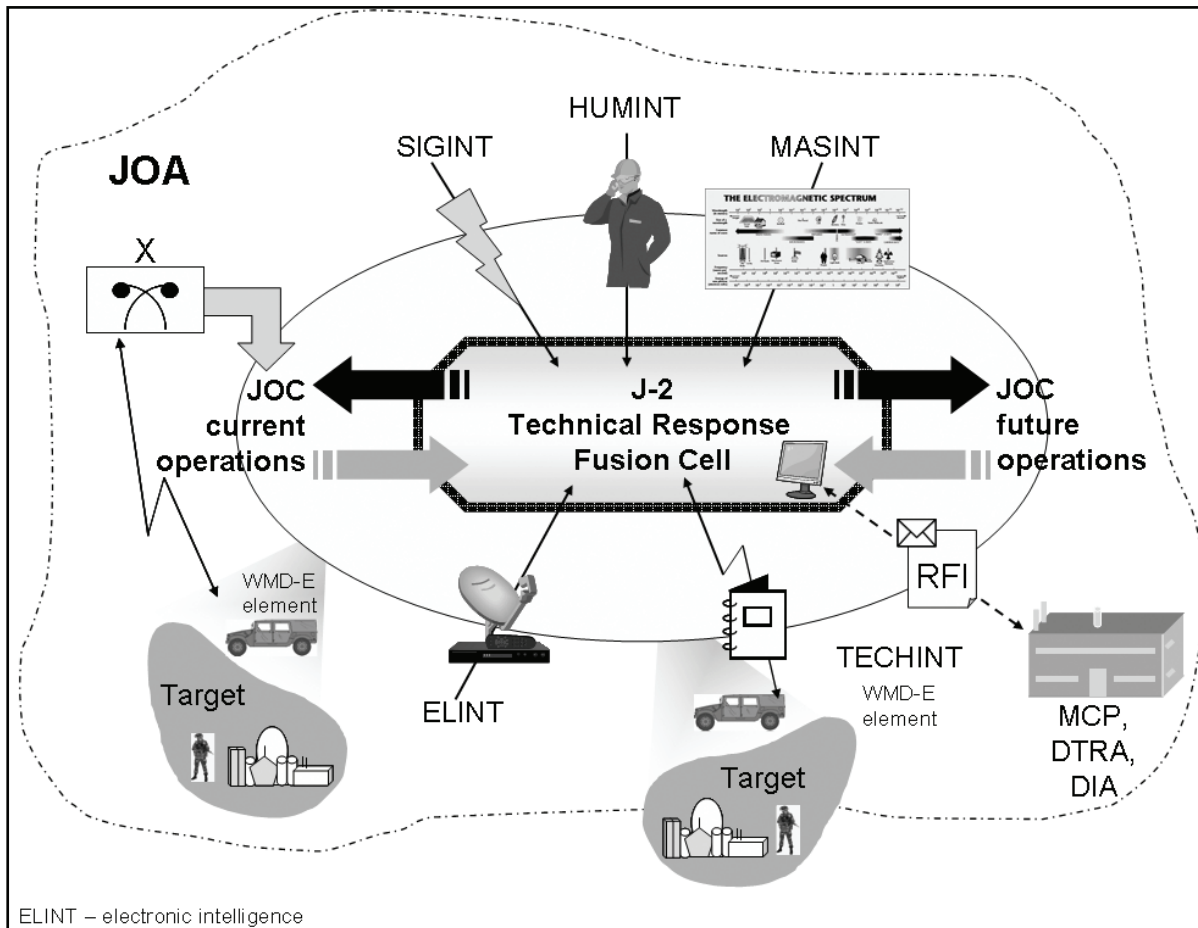 HUMINT
SIGINT
MASINT
JOA
THE ELECTROMAGNETIC SPECTRUM
X
J-2
Technical Response
Fusion Cell
JOC
current
operations
JOC
future
operations
RFI
WMD-E
element
Target
ELINT
TECHINT
WMD-E
element
Target
MCP,
DTRA,
DIA
ELINT – electronic intelligence